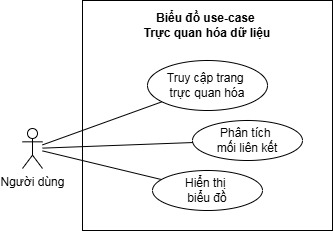 Biểu đồ use-case
Trực quan hóa dữ liệu
Truy cập trang
trực quan hóa
Phân tích
mối liên kết
Người dùng
Hiển thị
biểu đồ